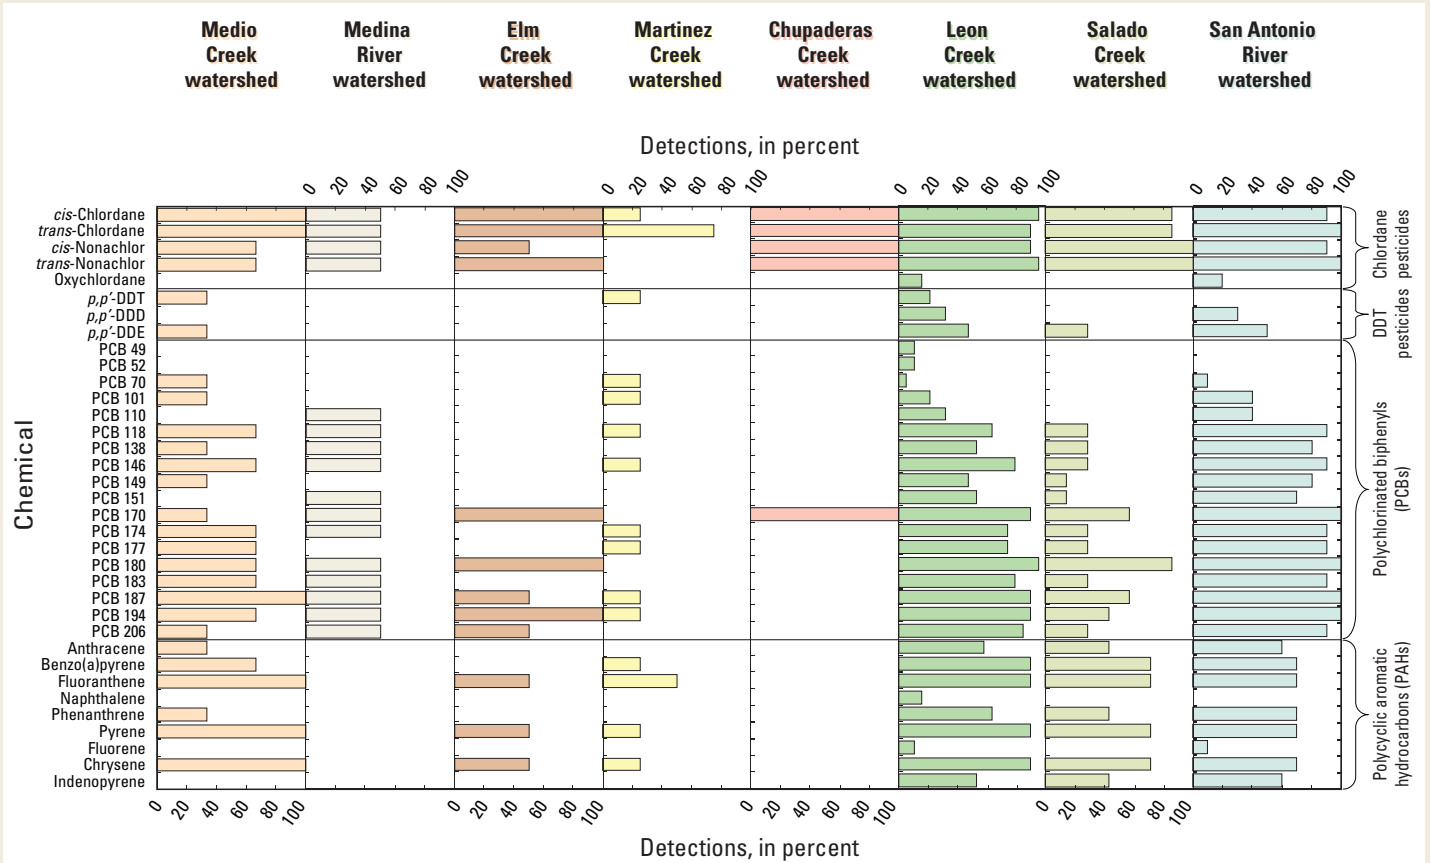 Medio
Creek
watershed
Medina
River
watershed
Elm
Creek
watershed
Martinez
Creek
watershed
Chupaderas
Creek
watershed
Leon
Creek
watershed
Salado
Creek
watershed
San Antonio
River
watershed
Detections, in percent
0 20 40 60 80 100
0 20 40 60 80 100
0 20 40 60 80 100
0 20 40 60 80 100
Chemical
cis-Chlordane
trans-Chlordane
cis-Nonachlor
trans-Nonachlor
Oxychlordane
p,p′-DDT
p,p′-DDD
p,p′-DDE
PCB 49
PCB 52
PCB 70
PCB 101
PCB 110
PCB 118
PCB 138
PCB 146
PCB 149
PCB 151
PCB 170
PCB 174
PCB 177
PCB 180
PCB 183
PCB 187
PCB 194
PCB 206
Anthracene
Benzo(a)pyrene
Fluoranthene
Naphthalene
Phenanthrene
Pyrene
Fluorene
Chrysene
Indenopyrene
Chlordane
pesticides
DDT
pesticides
Polychlorinated biphenyls
(PCBs)
Polycyclic aromatic
hydrocarbons (PAHs)
0 20 40 60 80 100
0 20 40 60 80 100
0 20 40 60 80 100
0 20 40 60 80 100
Detections, in percent